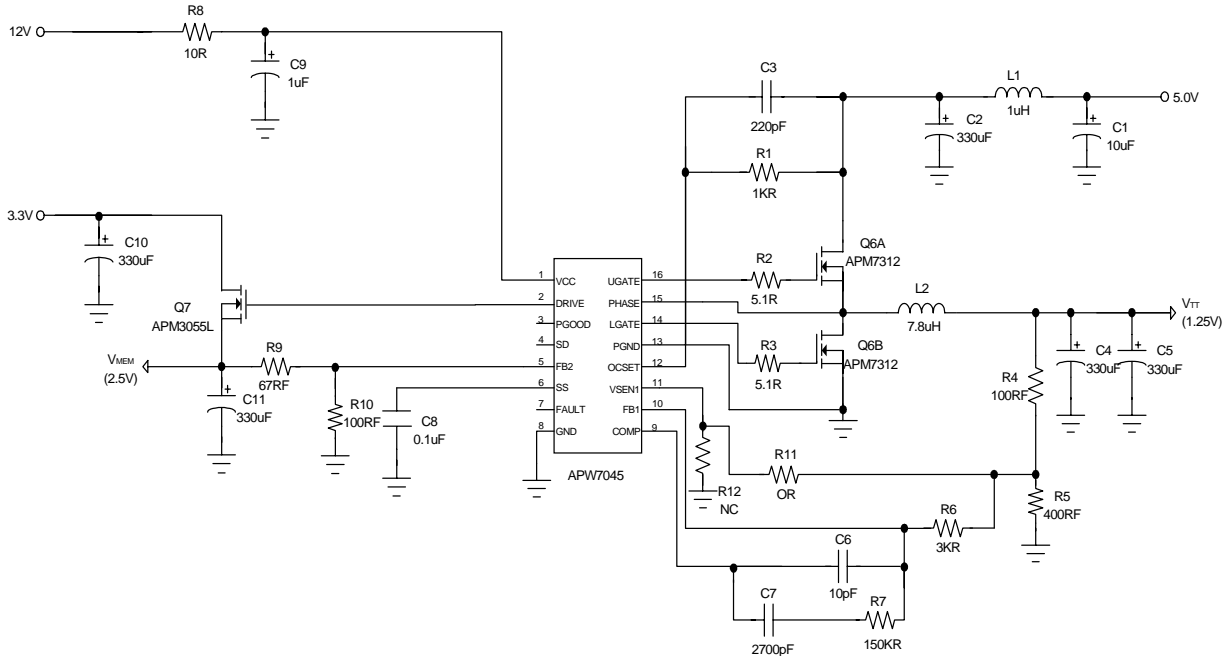 12V
R8
10R
C9
1uF
C3
220pF
L1
1uH
5.0V
C2
330uF
C1
10uF
R1
1KR
3.3V
C10
330uF
Q7
APM3055L
Q6A
APM7312
R2
5.1R
L2
7.8uH
VTT
(1.25V)
R3
5.1R
Q6B
APM7312
C4
330uF
C5
330uF
R4
100RF
1 VCC
2 DRIVE
3 PGOOD
4 SD
5 FB2
6 SS
7 FAULT
8 GND
UGATE 16
PHASE 15
LGATE 14
PGND 13
OCSET 12
VSEN1 11
FB1 10
COMP 9
APW7045
VMEM
(2.5V)
R9
67RF
C11
330uF
R10
100RF
C8
0.1uF
R12
NC
R11
OR
R5
400RF
R6
3KR
C6
10pF
C7
2700pF
R7
150KR